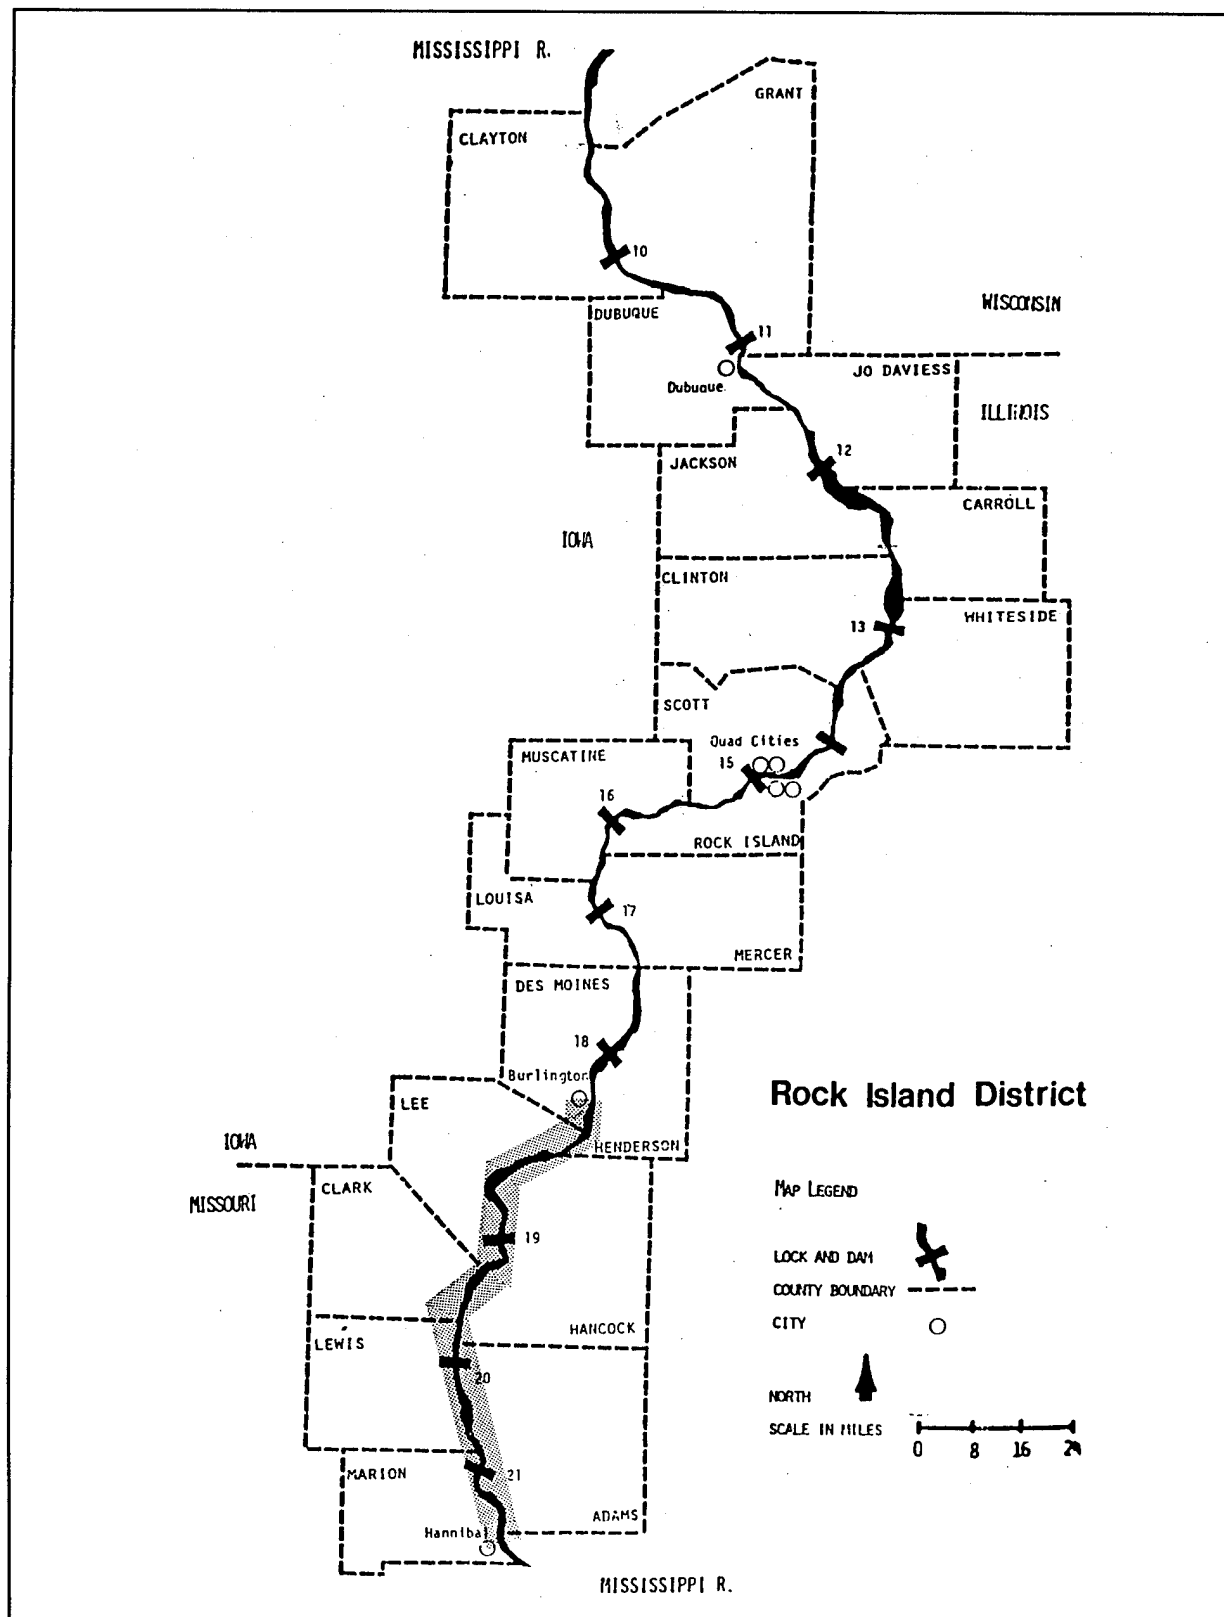 MISSISSIPPI R.
GRANT
CLAYTON
10
WISCONSIN
DUBUQUE
11
JO DAVIESS
Dubuque
ILLINOIS
12
JACKSON
CARROLL
IOWA
CLINTON
WHITESIDE
13
SCOTT
Quad Cities
MUSCATINE
15
16
ROCK ISLAND
LOUISA
17
MERCER
DES MOINES
18
Burlington
Rock Island District
LEE
IOWA
HENDERSON
CLARK
MAP LEGEND
MISSOURI
19
LOCK AND DAM
COUNTY BOUNDARY
HANCOCK
CITY
LEWIS
20
NORTH
SCALE IN MILES
0 8 16 24
MARION
21
ADAMS
Hannibal
MISSISSIPPI R.